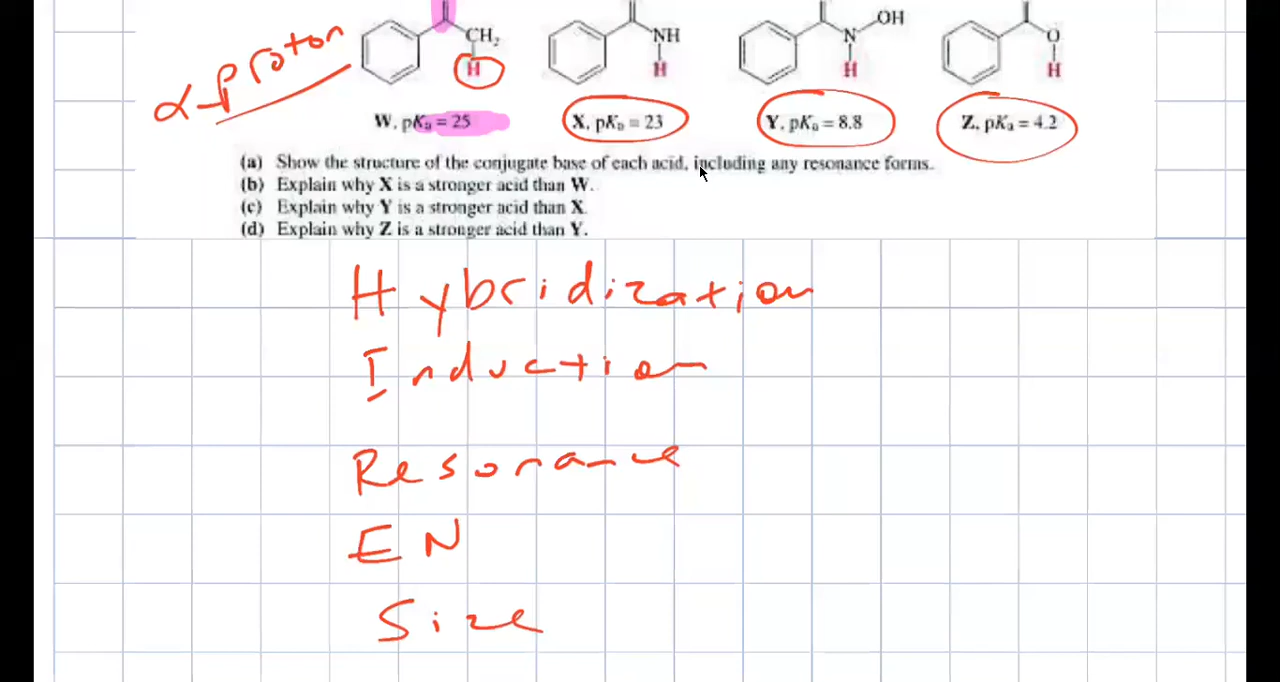 OH
CH2 NH N O
α-proton
H H H H
W. pKa = 25 X. pKa = 23 Y. pKa = 8.8 Z. pKa = 4.2
(a) Show the structure of the conjugate base of each acid, including any resonance forms.
(b) Explain why X is a stronger acid than W.
(c) Explain why Y is a stronger acid than X.
(d) Explain why Z is a stronger acid than Y.
Hybridization
Induction
Resonance
EN
Size